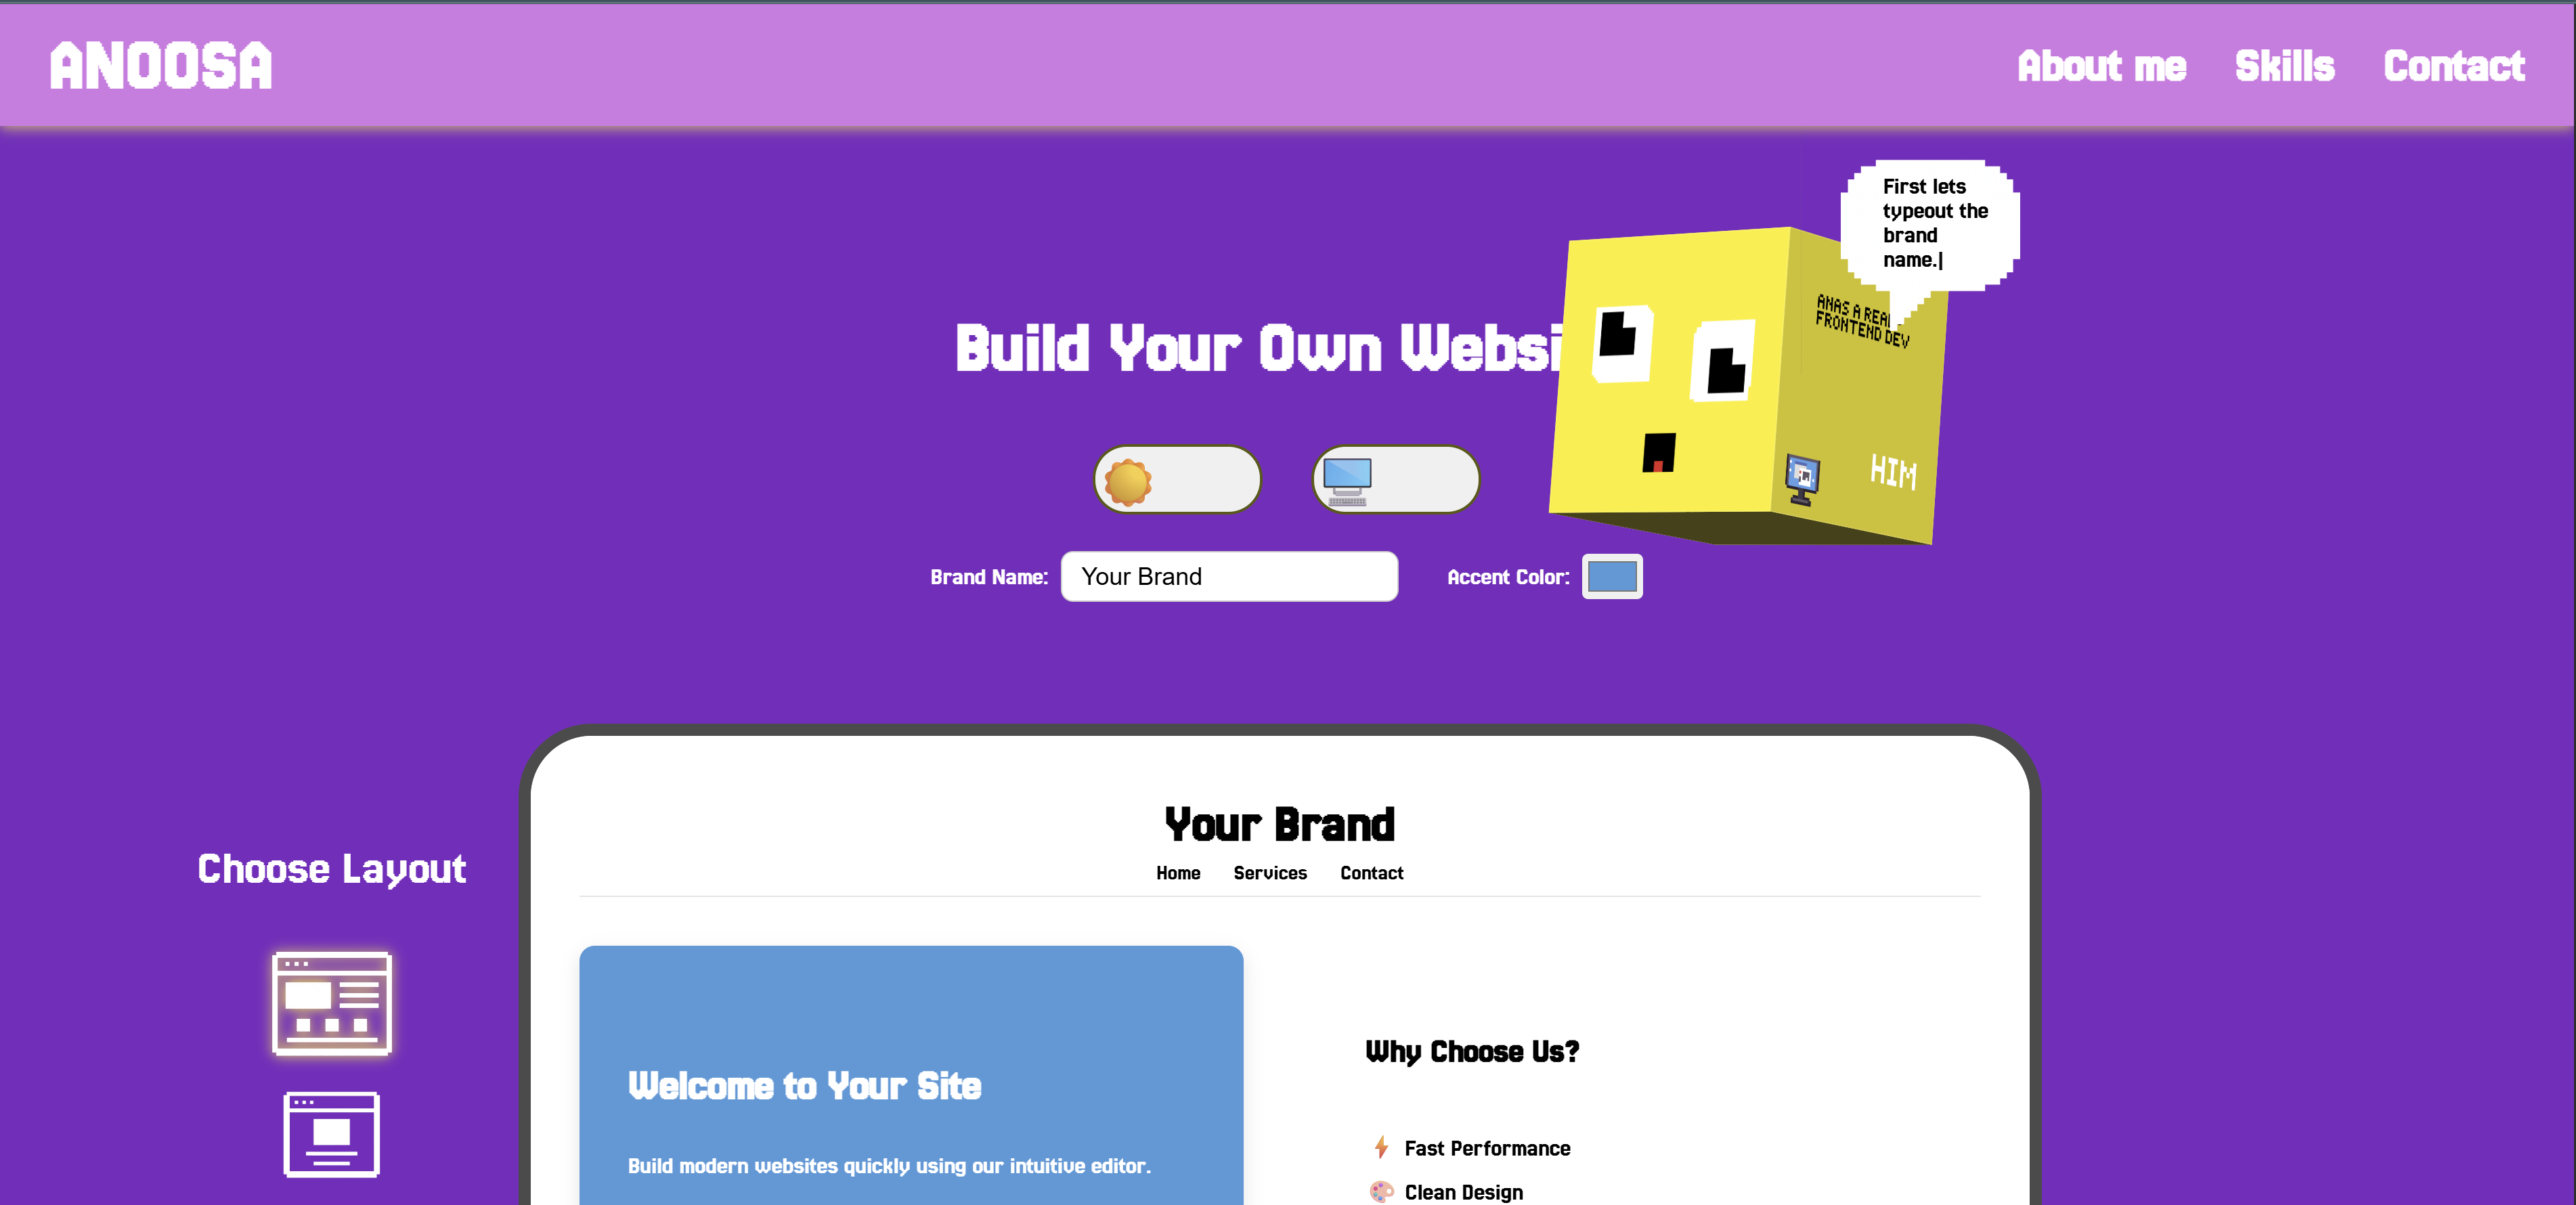 ANOOSA
About me Skills Contact
First lets
typeout the
brand
name.|
Build Your Own Websi
ANAS A
FRONTEND DEV
HIM
Brand Name: Your Brand
Accent Color:
Choose Layout
Your Brand
Home Services Contact
Welcome to Your Site
Build modern websites quickly using our intuitive editor.
Why Choose Us?
Fast Performance
Clean Design